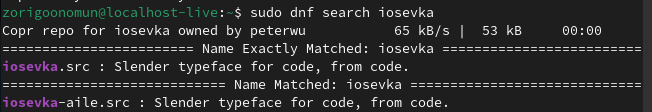 zorigoonomun@localhost-live:~$ sudo dnf search iosevka
Copr repo for iosevka owned by peterwu          65 kB/s |  53 kB     00:00
======================== Name Exactly Matched: iosevka =========================
iosevka.src : Slender typeface for code, from code.
============================ Name Matched: iosevka =============================
iosevka-aile.src : Slender typeface for code, from code.